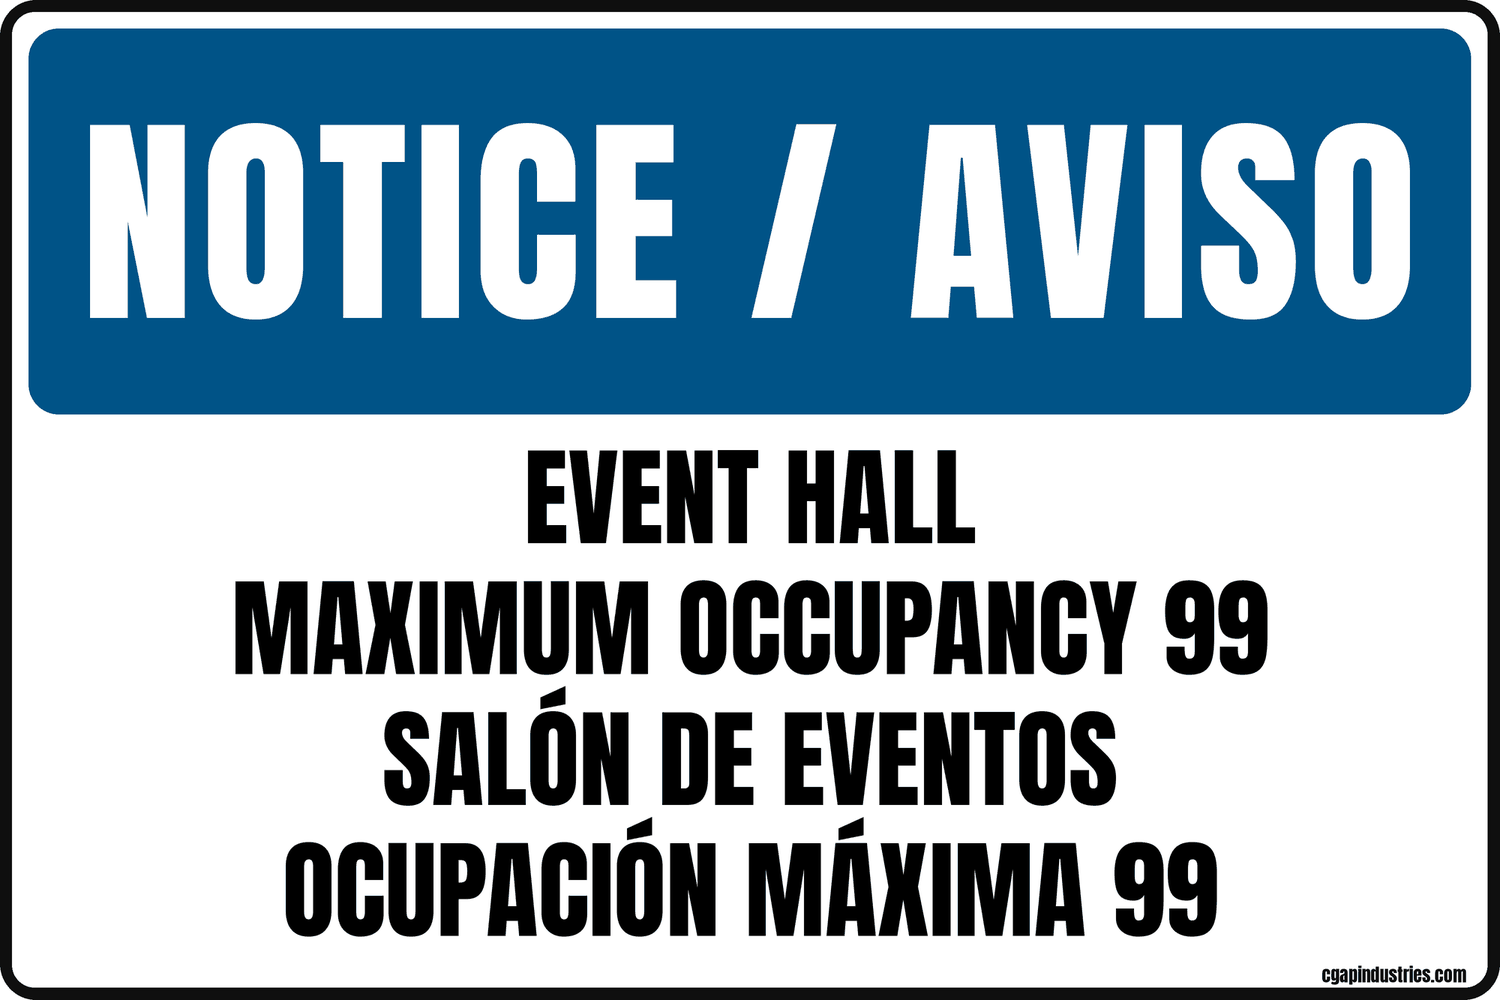 NOTICE / AVISO
EVENT HALL
MAXIMUM OCCUPANCY 99
SALÓN DE EVENTOS
OCUPACIÓN MÁXIMA 99
cgapindustries.com